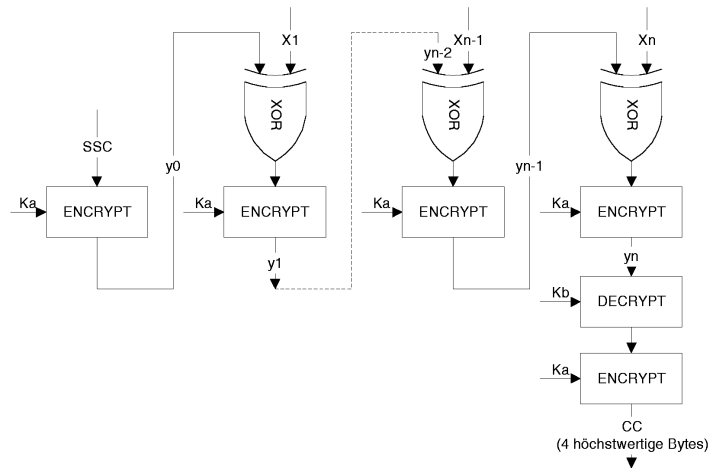 X1
yn-2
Xn-1
Xn
XOR
XOR
XOR
SSC
y0
yn-1
Ka
ENCRYPT
Ka
ENCRYPT
Ka
ENCRYPT
Ka
ENCRYPT
y1
yn
Kb
DECRYPT
Ka
ENCRYPT
CC
(4 höchstwertige Bytes)